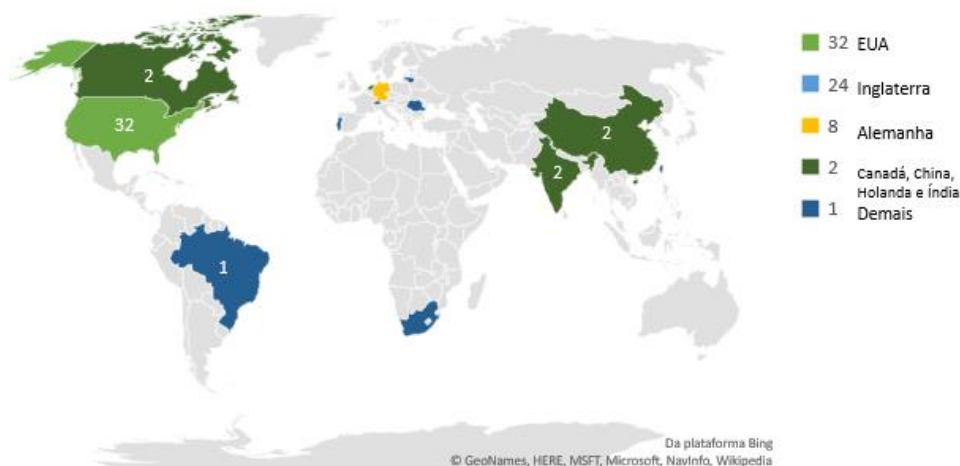 2
32
2
2
1
32 EUA
24 Inglaterra
8 Alemanha
2 Canadá, China,
Holanda e Índia
1 Demais
Da plataforma Bing
© GeoNames, HERE, MSFT, Microsoft, NavInfo, Wikipedia